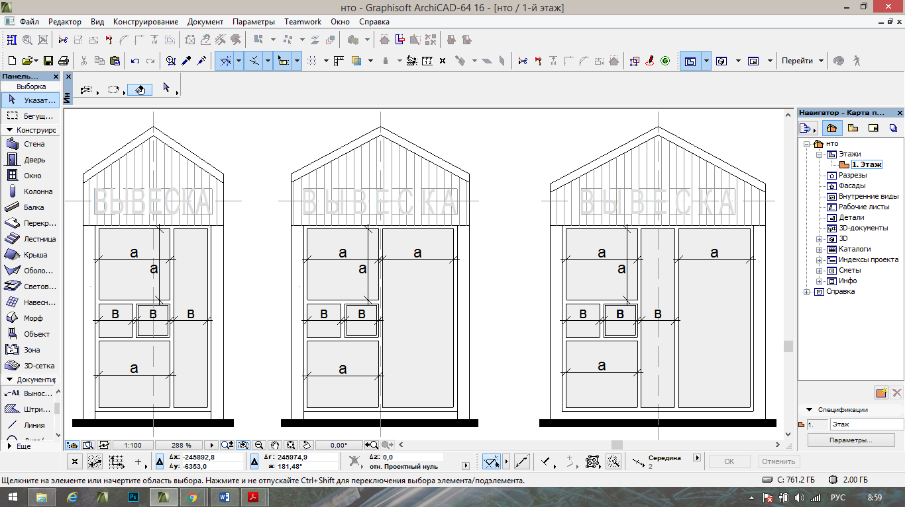 нто - Graphisoft ArchiCAD-64 16 - [нто / 1-й этаж]
Файл Редактор Вид Конструирование Документ Параметры Teamwork Окно Справка
Перейти
Панель...
Выборка
Указат...
Бегущ...
Конструирс
Стена
Дверь
Окно
Колонна
Балка
Перекр...
Лестница
Крыша
Оболо...
Светов...
Навесн...
Морф
Объект
Зона
3D-сетка
Документир
Вынос...
Штри...
Линия
Еще
Ин
ВЫВЕСКА ВЫВЕСКА ВЫВЕСКА
a a a a a
a a a
B B B B B B B B
a a a
Навигатор - Карта п...
нто
Этажи
1. Этаж
Разрезы
Фасады
Внутренние виды
Рабочие листы
Детали
3D-документы
3D
Каталоги
Индексы проекта
Сметы
Инфо
Справка
Спецификации
1. Этаж
Параметры...
1:100 288 % 0.00°
Δx: -245892,8
Δy: -6353,0
Δr: 245974,9
α: 181,48°
Δz: 0,0
отн. Проектный нуль
Середина
2
OK Отменить
Щелкните на элементе или начертите область выбора. Нажмите и не отпускайте Ctrl+Shift для переключения выбора элемента/подэлемента.
C: 761.2 ГБ 2.00 ГБ
РУС 8:59